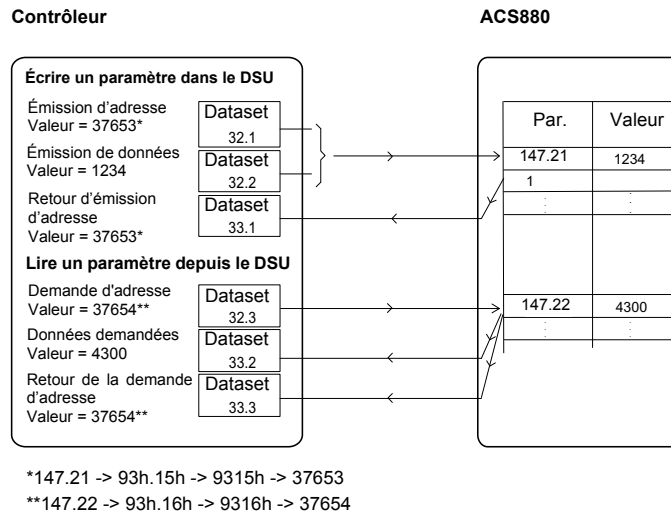 Contrôleur
ACS880
Écrire un paramètre dans le DSU
Émission d’adresse
Valeur = 37653*
Dataset
32.1
Émission de données
Valeur = 1234
Dataset
32.2
Retour d’émission
d’adresse
Valeur = 37653*
Dataset
33.1
Lire un paramètre depuis le DSU
Demande d'adresse
Valeur = 37654**
Dataset
32.3
Données demandées
Valeur = 4300
Dataset
33.2
Retour de la demande
d’adresse
Valeur = 37654**
Dataset
33.3
Par. Valeur
147.21 1234
1
147.22 4300
*147.21 -> 93h.15h -> 9315h -> 37653
**147.22 -> 93h.16h -> 9316h -> 37654